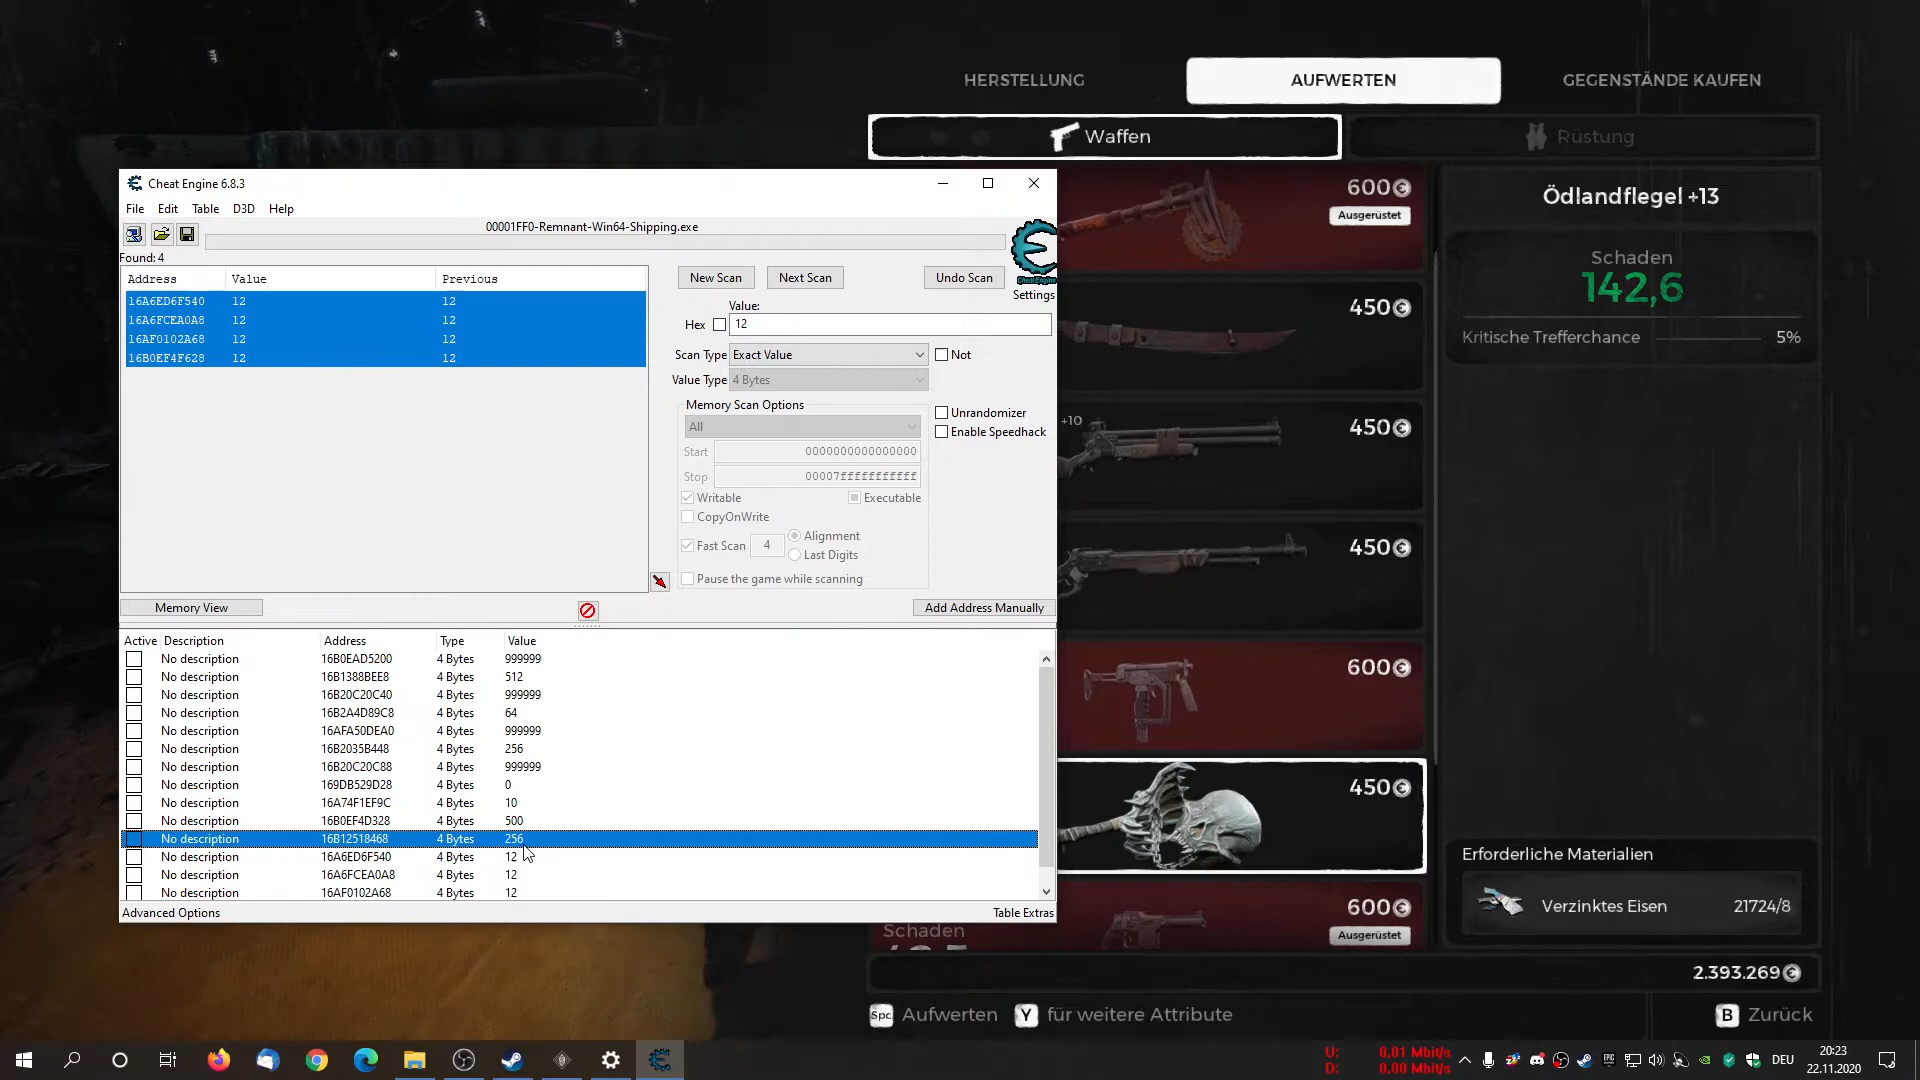 HERSTELLUNG
AUFWERTEN
GEGENSTÄNDE KAUFEN
Waffen
Rüstung
Cheat Engine 6.8.3
File Edit Table D3D Help
00001FF0-Remnant-Win64-Shipping.exe
Found: 4
Address Value Previous
16A6ED6F540 12 12
16A6FCEA0A8 12 12
16AF0102A68 12 12
16B0EF4F628 12 12
New Scan Next Scan Undo Scan
Cheat Engine
Settings
Value:
Hex 12
Scan Type Exact Value Not
Value Type 4 Bytes
Memory Scan Options
All
Start 0000000000000000
Stop 00007fffffffffff
Writable Executable
CopyOnWrite
Fast Scan 4 Alignment
Last Digits
Pause the game while scanning
Unrandomizer
Enable Speedhack
Memory View
Add Address Manually
Active Description Address Type Value
No description 16B0EAD5200 4 Bytes 999999
No description 16B1388BEE8 4 Bytes 512
No description 16B20C20C40 4 Bytes 999999
No description 16B2A4D89C8 4 Bytes 64
No description 16AFA50DEA0 4 Bytes 999999
No description 16B2035B448 4 Bytes 256
No description 16B20C20C88 4 Bytes 999999
No description 169DB529D28 4 Bytes 0
No description 16A74F1EF9C 4 Bytes 10
No description 16B0EF4D328 4 Bytes 500
No description 16B12518468 4 Bytes 256
No description 16A6ED6F540 4 Bytes 12
No description 16A6FCEA0A8 4 Bytes 12
No description 16AF0102A68 4 Bytes 12
Advanced Options
Table Extras
600
Ausgerüstet
450
+10
450
450
600
450
600
Ausgerüstet
Schaden
Ödlandflegel +13
Schaden
142,6
Kritische Trefferchance 5%
Erforderliche Materialien
Verzinktes Eisen 21724/8
2.393.269
Spc Aufwerten Y für weitere Attribute
B Zurück
U: 0,01 Mbit/s
D: 0,00 Mbit/s
DEU
20:23
22.11.2020